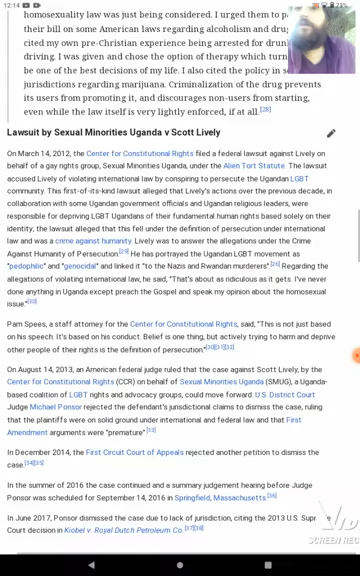 12:14
73%
homosexuality law was just being considered. I urged them to pa
their bill on some American laws regarding alcoholism and drug
cited my own pre-Christian experience being arrested for drun
driving. I was given and chose the option of therapy which turn
be one of the best decisions of my life. I also cited the policy in s
jurisdictions regarding marijuana. Criminalization of the drug prevents
its users from promoting it, and discourages non-users from starting,
even while the law itself is very lightly enforced, if at all.[28]
Lawsuit by Sexual Minorities Uganda v Scott Lively
On March 14, 2012, the Center for Constitutional Rights filed a federal lawsuit against Lively on
behalf of a gay rights group, Sexual Minorities Uganda, under the Alien Tort Statute. The lawsuit
accused Lively of violating international law by conspiring to persecute the Ugandan LGBT
community. This first-of-its-kind lawsuit alleged that Lively's actions over the previous decade, in
collaboration with some Ugandan government officials and Ugandan religious leaders, were
responsible for depriving LGBT Ugandans of their fundamental human rights based solely on their
identity; the lawsuit alleged that this fell under the definition of persecution under international
law and was a crime against humanity. Lively was to answer the allegations under the Crime
Against Humanity of Persecution.[29] He has portrayed the Ugandan LGBT movement as
"pedophilic" and "genocidal" and linked it "to the Nazis and Rwandan murderers".[26] Regarding the
allegations of violating international law, he said, "That's about as ridiculous as it gets. I've never
done anything in Uganda except preach the Gospel and speak my opinion about the homosexual
issue."[30]
Pam Spees, a staff attorney for the Center for Constitutional Rights, said, "This is not just based
on his speech. It's based on his conduct. Belief is one thing, but actively trying to harm and deprive
other people of their rights is the definition of persecution."[30][31][32]
On August 14, 2013, an American federal judge ruled that the case against Scott Lively, by the
Center for Constitutional Rights (CCR) on behalf of Sexual Minorities Uganda (SMUG), a Uganda-
based coalition of LGBT rights and advocacy groups, could move forward. U.S. District Court
Judge Michael Ponsor rejected the defendant's jurisdictional claims to dismiss the case, ruling
that the plaintiffs were on solid ground under international and federal law and that First
Amendment arguments were "premature".[33]
In December 2014, the First Circuit Court of Appeals rejected another petition to dismiss the
case.[34][35]
In the summer of 2016 the case continued and a summary judgement hearing before Judge
Ponsor was scheduled for September 14, 2016 in Springfield, Massachusetts.[36]
In June 2017, Ponsor dismissed the case due to lack of jurisdiction, citing the 2013 U.S. Supr
Court decision in Kiobel v. Royal Dutch Petroleum Co.[37][38]
SCREEN REC